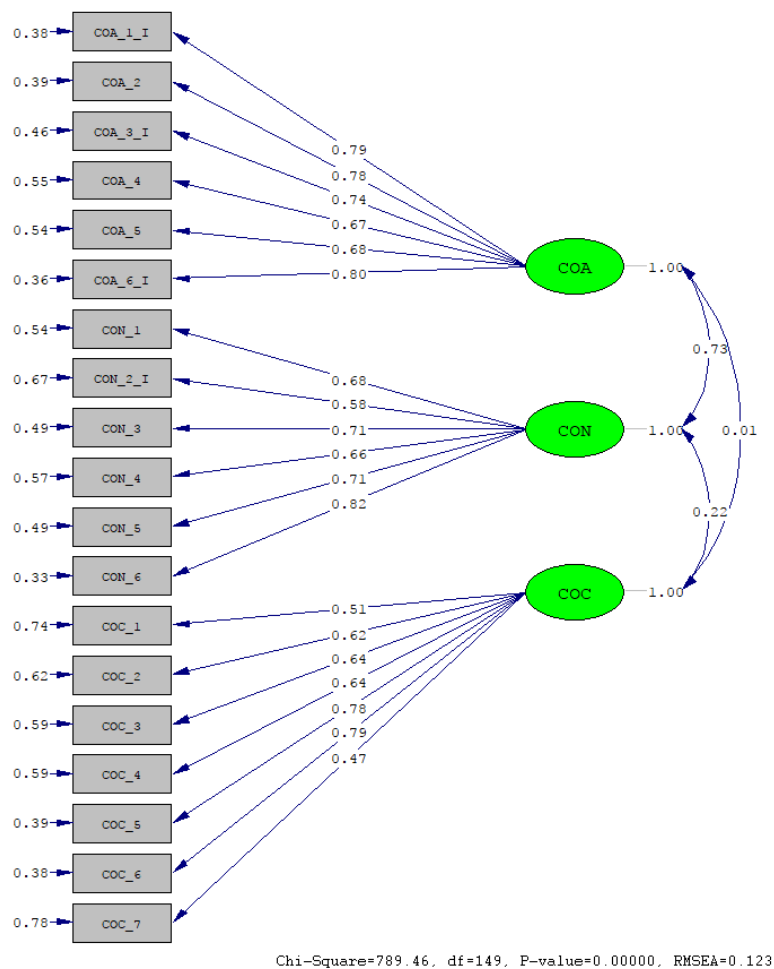 0.38 COA_1_I
0.39 COA_2
0.46 COA_3_I
0.55 COA_4
0.54 COA_5
0.36 COA_6_I
0.54 CON_1
0.67 CON_2_I
0.49 CON_3
0.57 CON_4
0.49 CON_5
0.33 CON_6
0.74 COC_1
0.62 COC_2
0.59 COC_3
0.59 COC_4
0.39 COC_5
0.38 COC_6
0.78 COC_7
0.79
0.78
0.74
0.67
0.68
0.80
0.68
0.58
0.71
0.66
0.71
0.82
0.51
0.62
0.64
0.64
0.78
0.79
0.47
COA 1.00
CON 1.00
COC 1.00
0.73
0.01
0.22
Chi-Square=789.46, df=149, P-value=0.00000, RMSEA=0.123